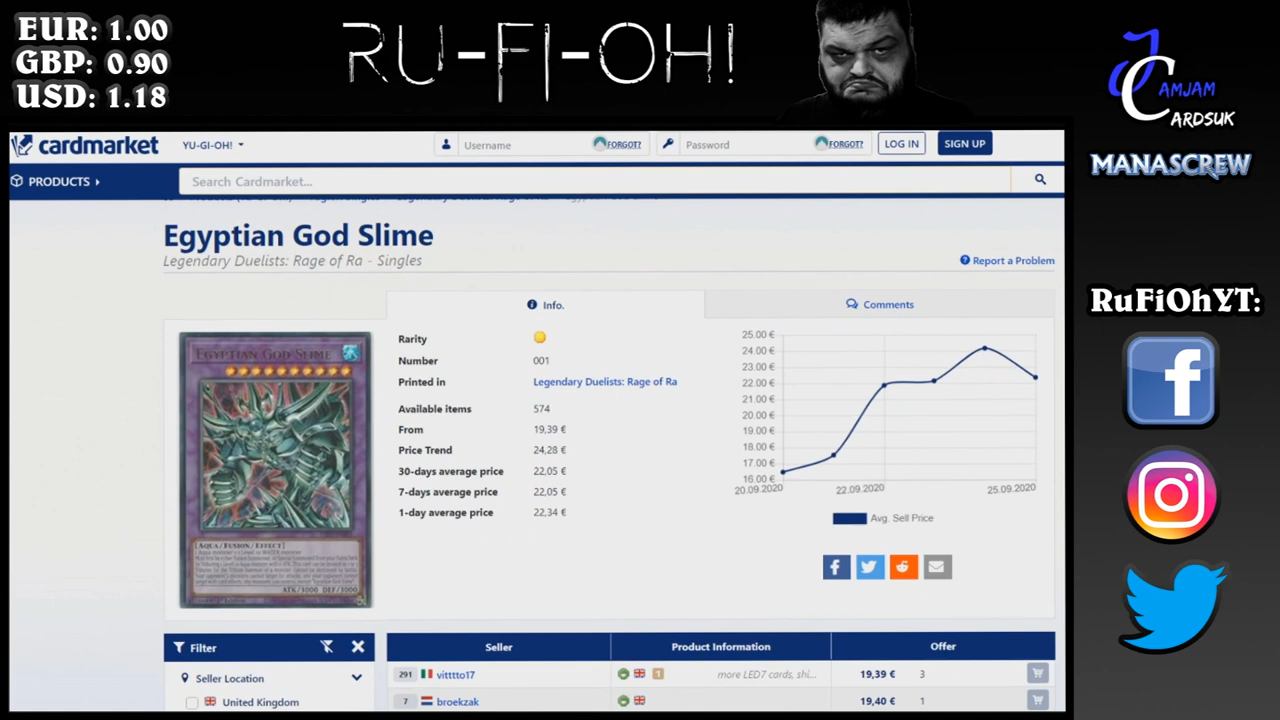 EUR: 1.00
GBP: 0.90
USD: 1.18
RU-FI-OH!
JAMJAM
CARDSUK
MANASCREW
RuFiOhYT:
cardmarket
YU-GI-OH!
Username
FORGOT?
Password
FORGOT?
LOG IN
SIGN UP
PRODUCTS
Search Cardmarket...
Egyptian God Slime
Legendary Duelists: Rage of Ra - Singles
Report a Problem
Info.
Comments
EGYPTIAN GOD SLIME
[AQUA/FUSION/EFFECT]
ATK/3000 DEF/3000
Rarity
Number 001
Printed in Legendary Duelists: Rage of Ra
Available items 574
From 19,39 €
Price Trend 24,28 €
30-days average price 22,05 €
7-days average price 22,05 €
1-day average price 22,34 €
25.00 €
24.00 €
23.00 €
22.00 €
21.00 €
20.00 €
19.00 €
18.00 €
17.00 €
16.00 €
20.09.2020 22.09.2020 25.09.2020
Avg. Sell Price
Filter
Seller Location
United Kingdom
Seller Product Information Offer
291 vitttto17 1 more LED7 cards, shi... 19,39 € 3
7 broekzak 19,40 € 1